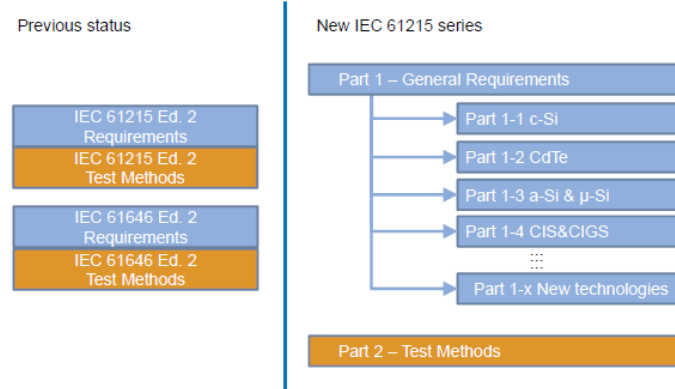 Previous status
IEC 61215 Ed. 2
Requirements
IEC 61215 Ed. 2
Test Methods
IEC 61646 Ed. 2
Requirements
IEC 61646 Ed. 2
Test Methods
New IEC 61215 series
Part 1 – General Requirements
Part 1-1 c-Si
Part 1-2 CdTe
Part 1-3 a-Si & µ-Si
Part 1-4 CIS&CIGS
Part 1-x New technologies
Part 2 – Test Methods